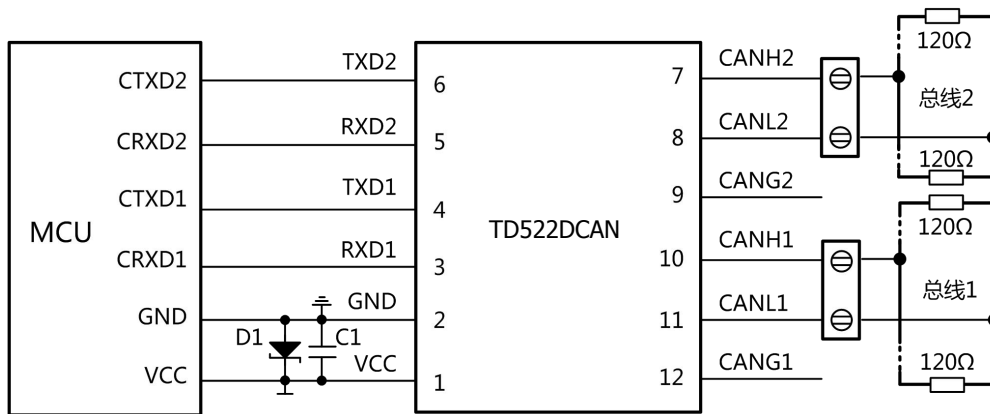 MCU
CTXD2
CRXD2
CTXD1
CRXD1
GND
VCC
TXD2
RXD2
TXD1
RXD1
GND
VCC
D1
C1
6
5
4
3
2
1
TD522DCAN
7
8
9
10
11
12
CANH2
CANL2
CANG2
CANH1
CANL1
CANG1
120Ω
总线2
120Ω
120Ω
总线1
120Ω